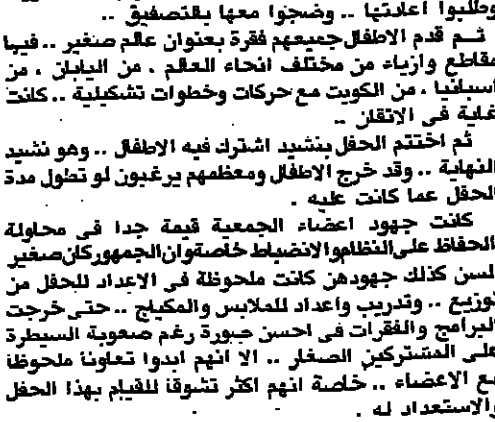 وطلبوا اعادتها .. وضجوا معها بالتصفيق ..
ثم قدم الاطفال جميعهم فقرة بعنوان عالم صغير .. فيها
مقاطع وازياء من مختلف انحاء العالم ، من اليابان ، من
اسبانيا ، من الكويت مع حركات وخطوات تشكيلية .. كانت
غاية في الاتقان ..
ثم اختتم الحفل بنشيد اشترك فيه الاطفال .. وهو نشيد
النهاية .. وقد خرج الاطفال ومعظمهم يرغبون لو تطول مدة
الحفل عما كانت عليه .
كانت جهود اعضاء الجمعية قيمة جدا في محاولة
الحفاظ على النظام والانضباط خاصة وان الجمهور كان صغير
السن كذلك جهودهن كانت ملحوظة في الاعداد للحفل من
توزيع .. وتدريب واعداد للملابس والمكياج .. حتى خرجت
البرامج والفقرات في احسن صورة رغم صعوبة السيطرة
على المشتركين الصغار .. الا انهم ابدوا تعاونا ملحوظا
مع الاعضاء .. خاصة انهم اكثر تشوقا للقيام بهذا الحفل
والاستعداد له .